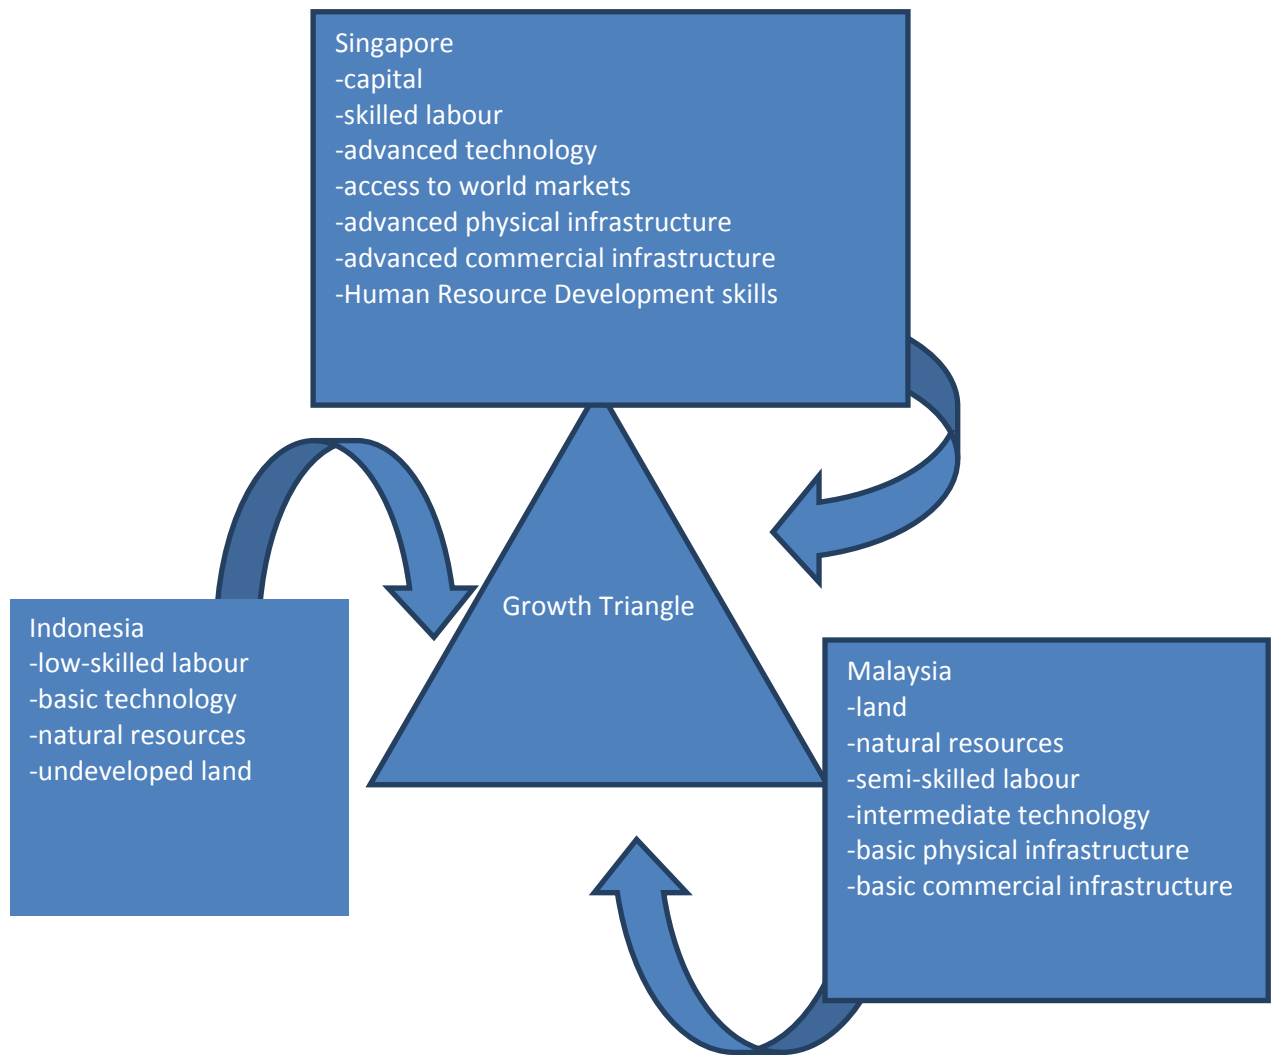 Singapore
-capital
-skilled labour
-advanced technology
-access to world markets
-advanced physical infrastructure
-advanced commercial infrastructure
-Human Resource Development skills
Growth Triangle
Indonesia
-low-skilled labour
-basic technology
-natural resources
-undeveloped land
Malaysia
-land
-natural resources
-semi-skilled labour
-intermediate technology
-basic physical infrastructure
-basic commercial infrastructure